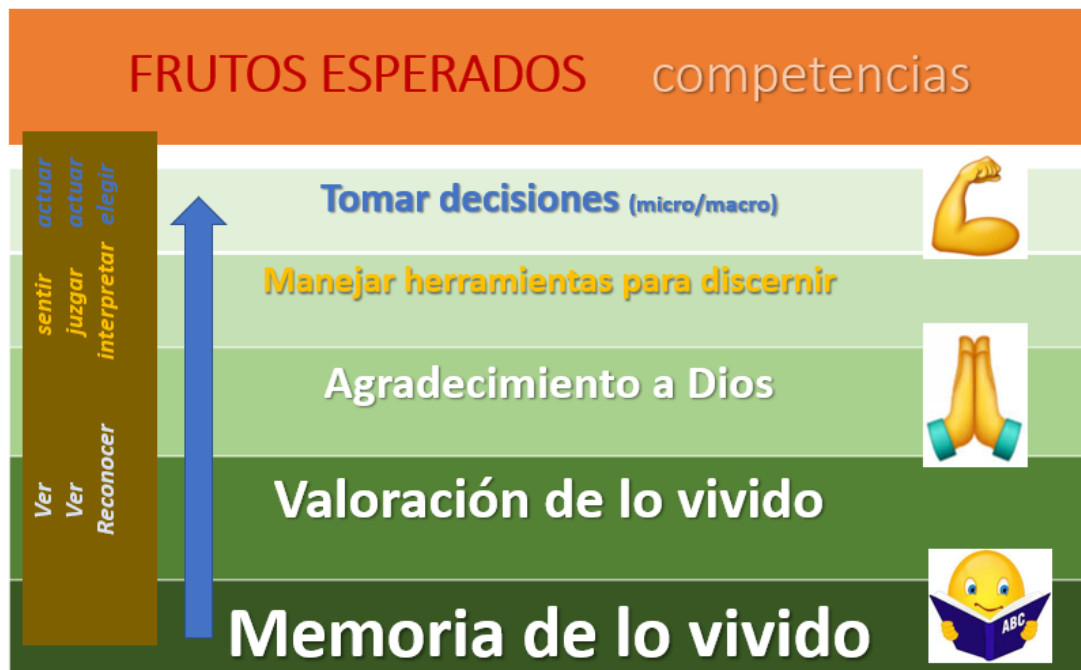 FRUTOS ESPERADOS competencias
Ver sentir actuar
Ver juzgar actuar
Reconocer interpretar elegir
Tomar decisiones (micro/macro)
Manejar herramientas para discernir
Agradecimiento a Dios
Valoración de lo vivido
Memoria de lo vivido
ABC